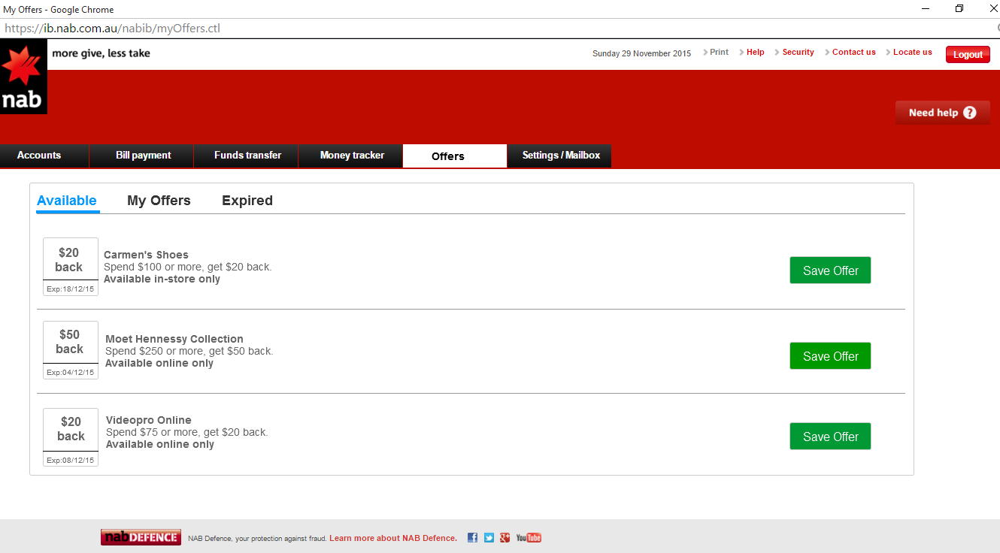 My Offers - Google Chrome
https://ib.nab.com.au/nabib/myOffers.ctl
nab
more give, less take
Sunday 29 November 2015
Print
Help
Security
Contact us
Locate us
Logout
Need help ?
Accounts
Bill payment
Funds transfer
Money tracker
Offers
Settings / Mailbox
Available
My Offers
Expired
$20
back
Exp:18/12/15
Carmen's Shoes
Spend $100 or more, get $20 back.
Available in-store only
Save Offer
$50
back
Exp:04/12/15
Moet Hennessy Collection
Spend $250 or more, get $50 back.
Available online only
Save Offer
$20
back
Exp:08/12/15
Videopro Online
Spend $75 or more, get $20 back.
Available online only
Save Offer
nab DEFENCE
NAB Defence, your protection against fraud. Learn more about NAB Defence.
YouTube